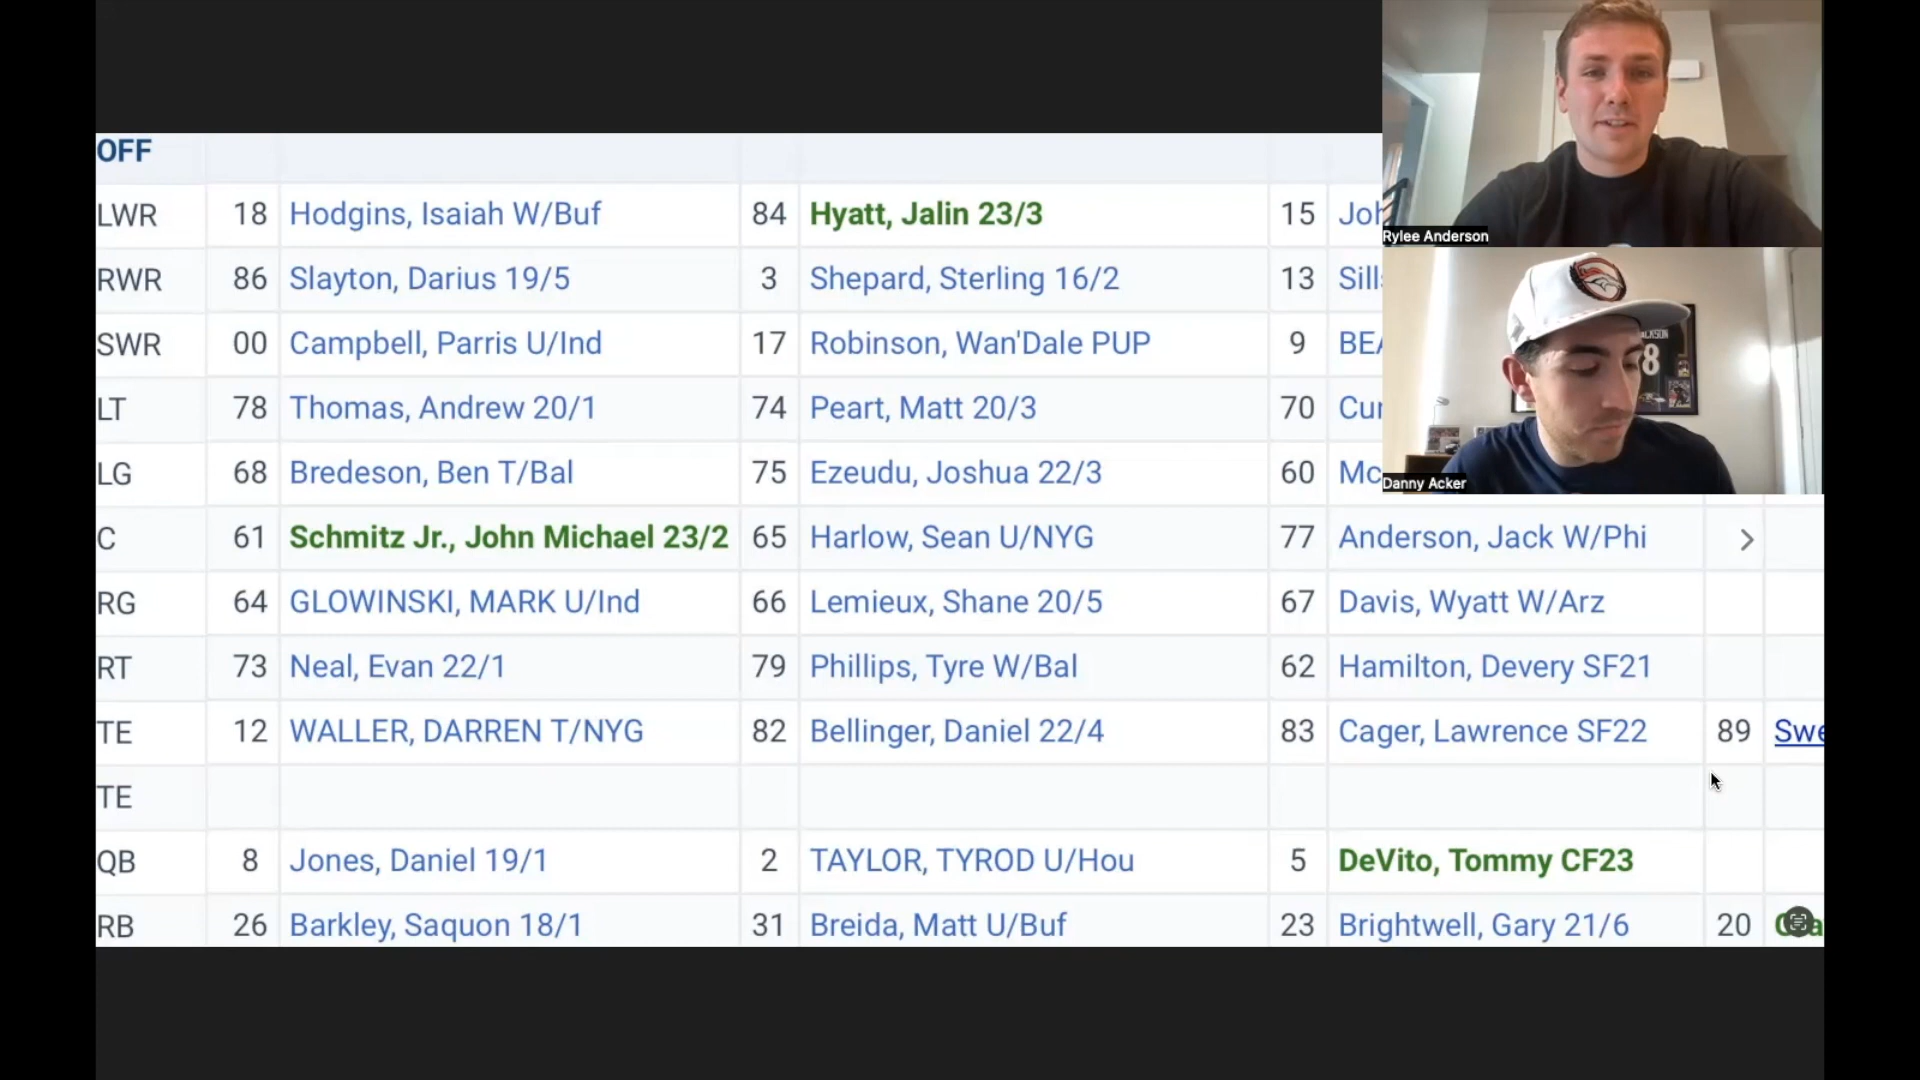 OFF
LWR 18 Hodgins, Isaiah W/Buf 84 Hyatt, Jalin 23/3 15
RWR 86 Slayton, Darius 19/5 3 Shepard, Sterling 16/2 13
SWR 00 Campbell, Parris U/Ind 17 Robinson, Wan'Dale PUP 9
LT 78 Thomas, Andrew 20/1 74 Peart, Matt 20/3 70
LG 68 Bredeson, Ben T/Bal 75 Ezeudu, Joshua 22/3 60
C 61 Schmitz Jr., John Michael 23/2 65 Harlow, Sean U/NYG 77 Anderson, Jack W/Phi
RG 64 GLOWINSKI, MARK U/Ind 66 Lemieux, Shane 20/5 67 Davis, Wyatt W/Arz
RT 73 Neal, Evan 22/1 79 Phillips, Tyre W/Bal 62 Hamilton, Devery SF21
TE 12 WALLER, DARREN T/NYG 82 Bellinger, Daniel 22/4 83 Cager, Lawrence SF22 89
TE
QB 8 Jones, Daniel 19/1 2 TAYLOR, TYROD U/Hou 5 DeVito, Tommy CF23
RB 26 Barkley, Saquon 18/1 31 Breida, Matt U/Buf 23 Brightwell, Gary 21/6 20
Rylee Anderson
8
Danny Acker